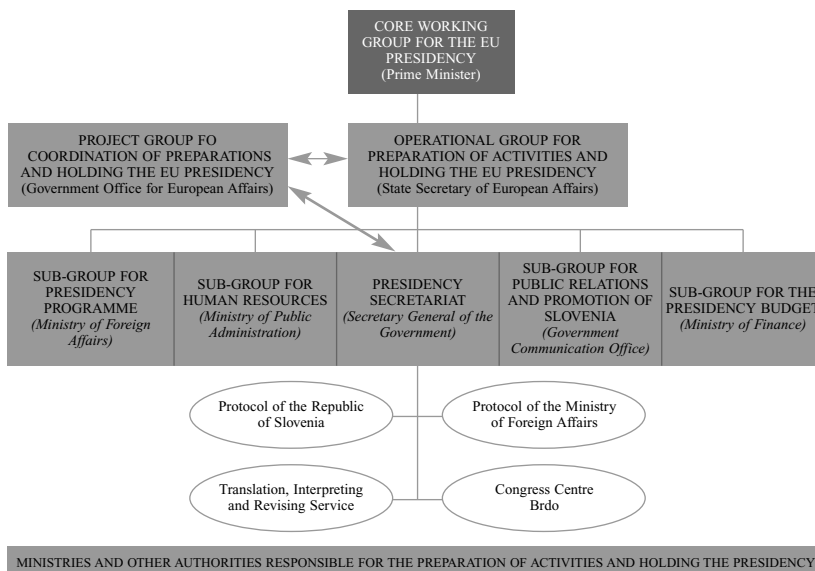 CORE WORKING
GROUP FOR THE EU
PRESIDENCY
(Prime Minister)
PROJECT GROUP FO
COORDINATION OF PREPARATIONS
AND HOLDING THE EU PRESIDENCY
(Government Office for European Affairs)
OPERATIONAL GROUP FOR
PREPARATION OF ACTIVITIES AND
HOLDING THE EU PRESIDENCY
(State Secretary of European Affairs)
SUB-GROUP FOR
PRESIDENCY
PROGRAMME
(Ministry of Foreign
Affairs)
SUB-GROUP FOR
HUMAN RESOURCES
(Ministry of Public
Administration)
PRESIDENCY
SECRETARIAT
(Secretary General of the
Government)
SUB-GROUP FOR
PUBLIC RELATIONS
AND PROMOTION OF
SLOVENIA
(Government
Communication Office)
SUB-GROUP FOR THE
PRESIDENCY BUDGET
(Ministry of Finance)
Protocol of the Republic
of Slovenia
Protocol of the Ministry
of Foreign Affairs
Translation, Interpreting
and Revising Service
Congress Centre
Brdo
MINISTRIES AND OTHER AUTHORITIES RESPONSIBLE FOR THE PREPARATION OF ACTIVITIES AND HOLDING THE PRESIDENCY